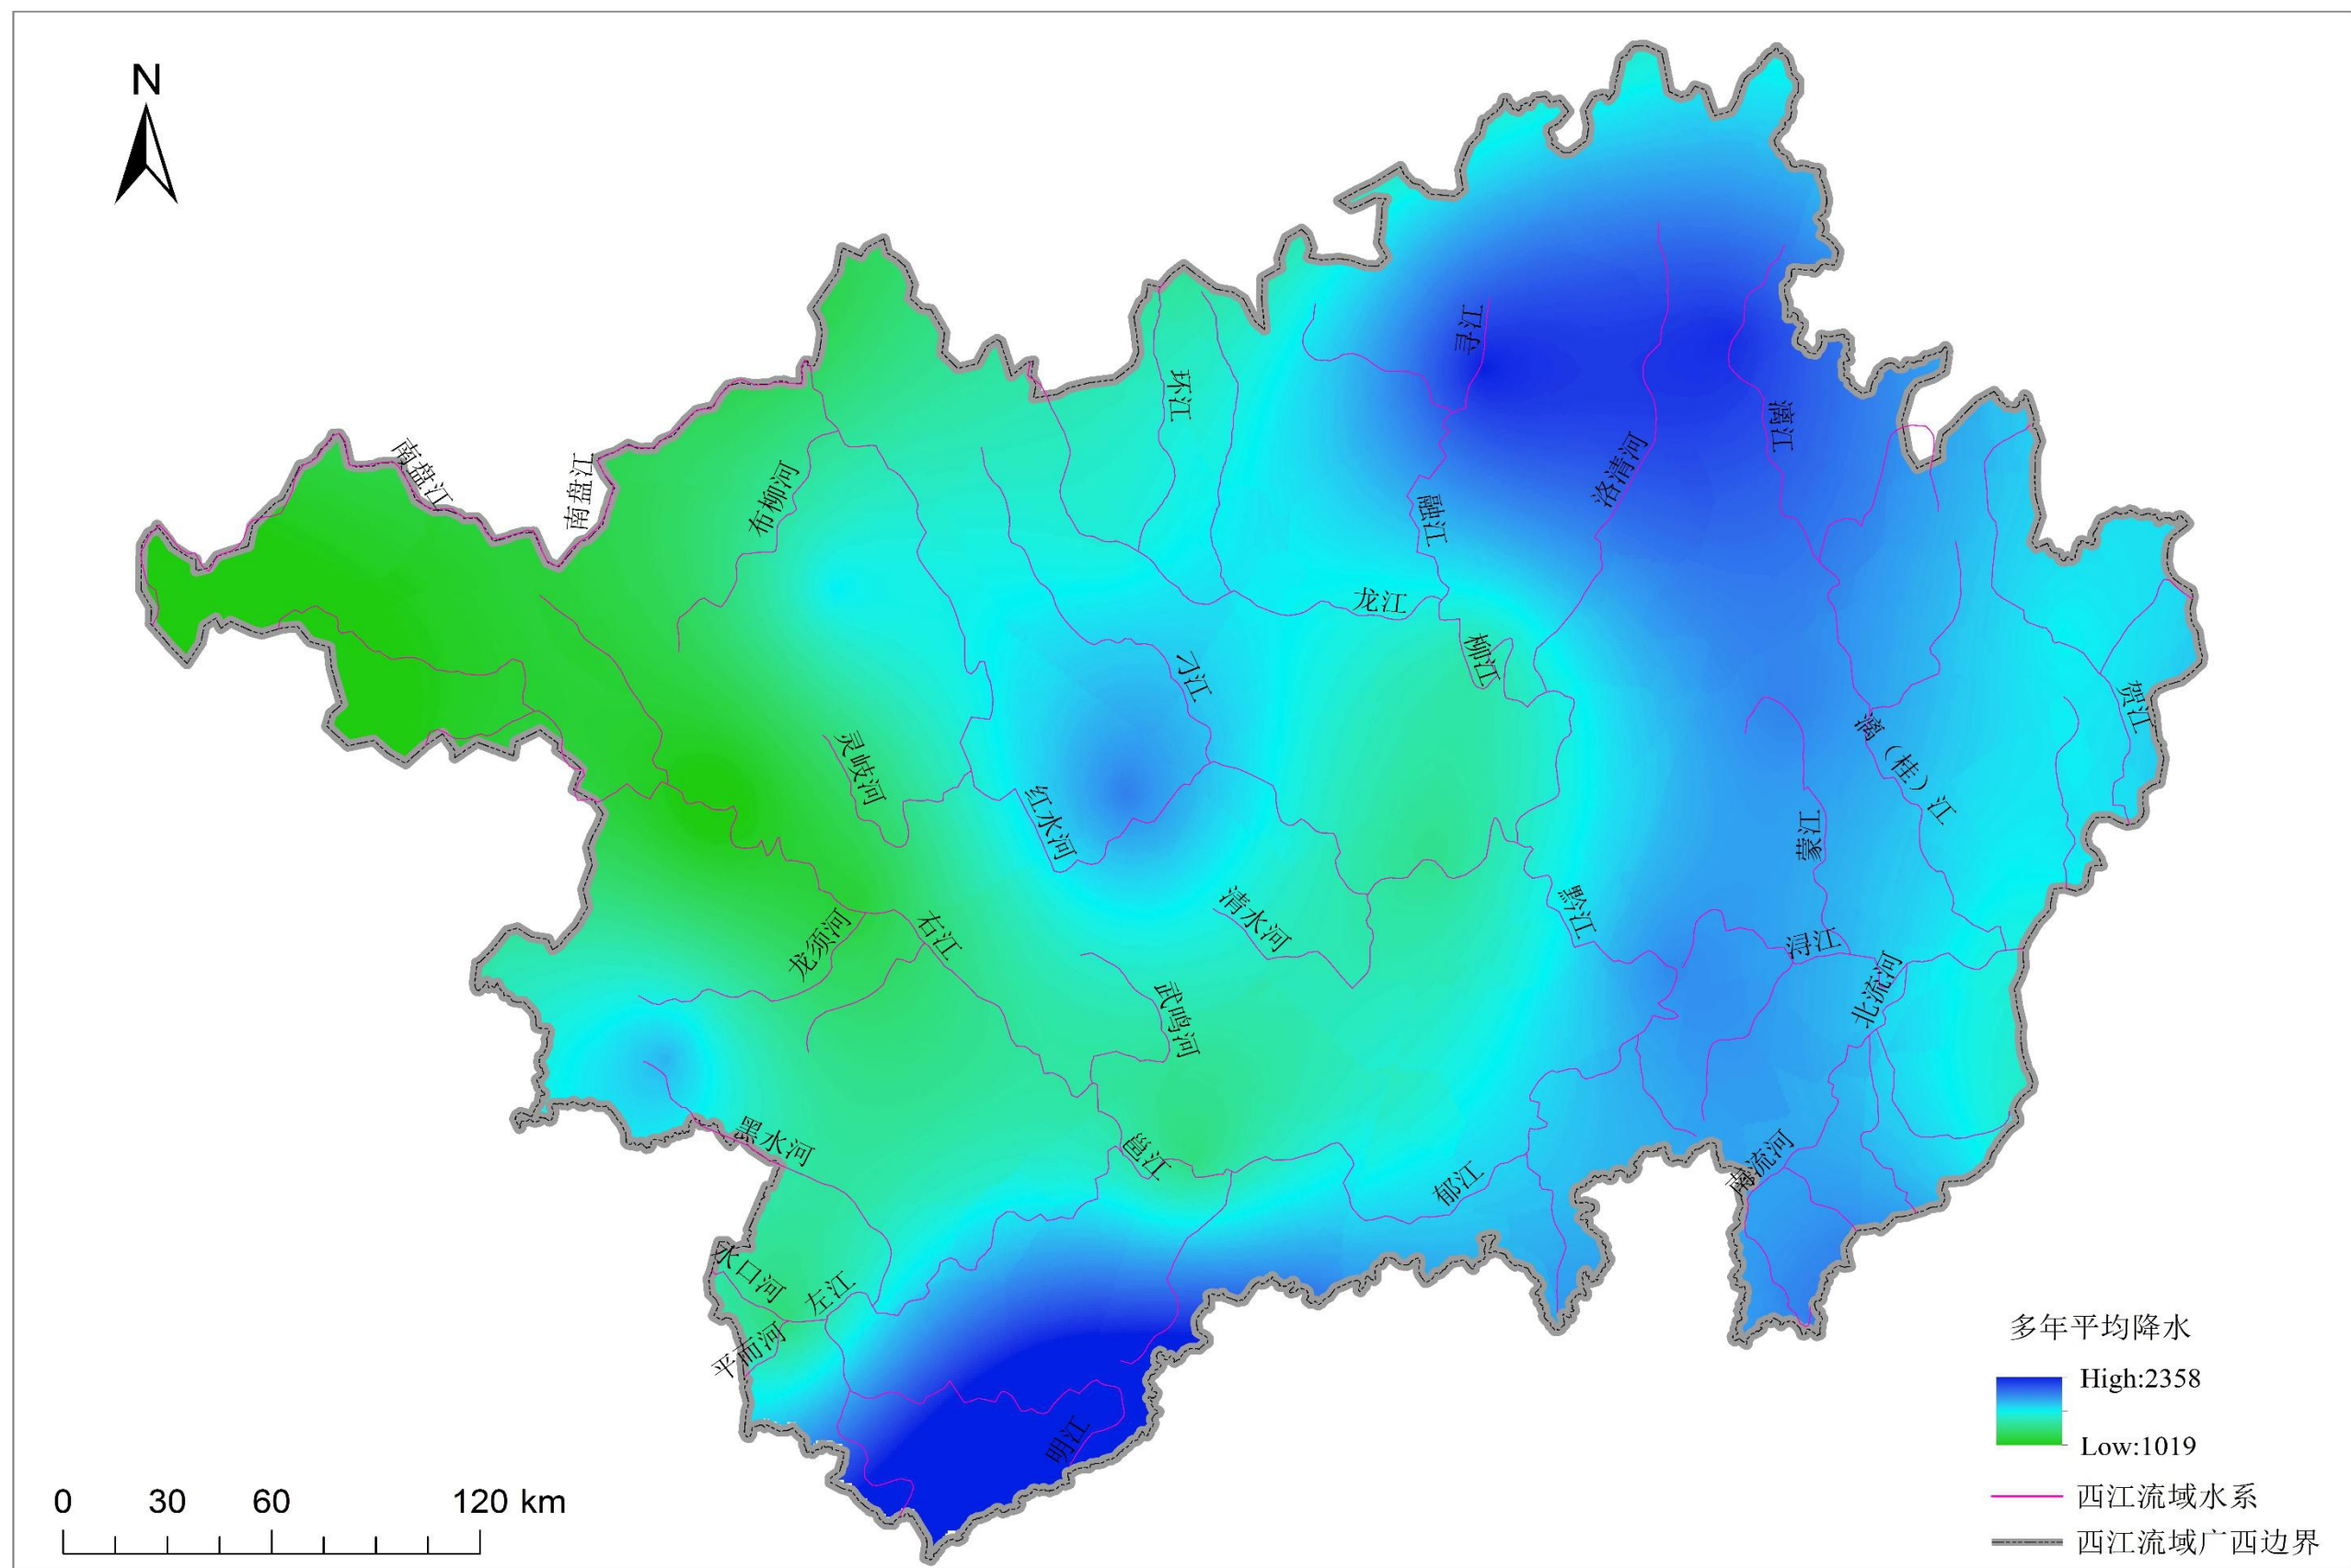 N
寻江
环江
漓江
南盘江
南盘江
布柳河
洛清河
融江
龙江
柳江
刁江
贺江
灵岐河
漓（桂）江
红水河
蒙江
清水河
黔江
龙须河
右江
浔江
北流河
武鸣河
黑水河
邕江
郁江
南流河
水口河
左江
平而河
明江
多年平均降水
High:2358
Low:1019
西江流域水系
西江流域广西边界
0 30 60 120 km